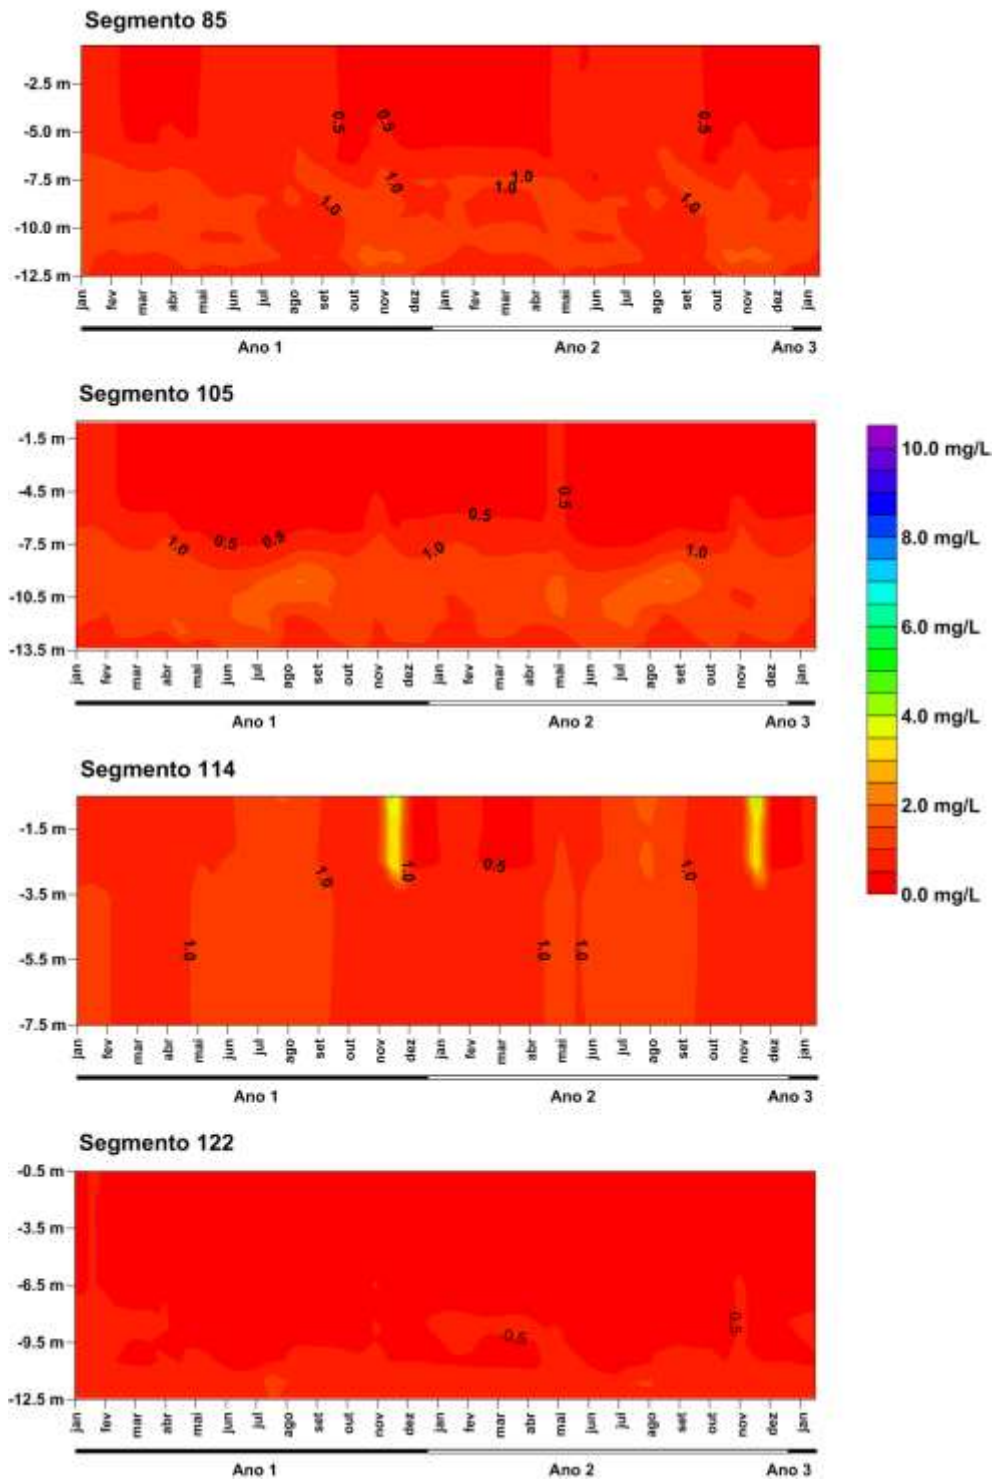 Segmento 85
-2.5 m
-5.0 m
-7.5 m
-10.0 m
-12.5 m
0.5
0.5
1.0
1.0
1.0
1.0
0.5
1.0
jan fev mar abr mai jun jul ago set out nov dez jan fev mar abr mai jun jul ago set out nov dez jan
Ano 1 Ano 2 Ano 3
Segmento 105
-1.5 m
-4.5 m
-7.5 m
-10.5 m
-13.5 m
1.0
0.5
0.5
1.0
0.5
0.5
1.0
jan fev mar abr mai jun jul ago set out nov dez jan fev mar abr mai jun jul ago set out nov dez jan
Ano 1 Ano 2 Ano 3
10.0 mg/L
8.0 mg/L
6.0 mg/L
4.0 mg/L
2.0 mg/L
0.0 mg/L
Segmento 114
-1.5 m
-3.5 m
-5.5 m
-7.5 m
1.0
1.0
1.0
0.5
1.0
1.0
1.0
jan fev mar abr mai jun jul ago set out nov dez jan fev mar abr mai jun jul ago set out nov dez jan
Ano 1 Ano 2 Ano 3
Segmento 122
-0.5 m
-3.5 m
-6.5 m
-9.5 m
-12.5 m
0.5
0.5
jan fev mar abr mai jun jul ago set out nov dez jan fev mar abr mai jun jul ago set out nov dez jan
Ano 1 Ano 2 Ano 3